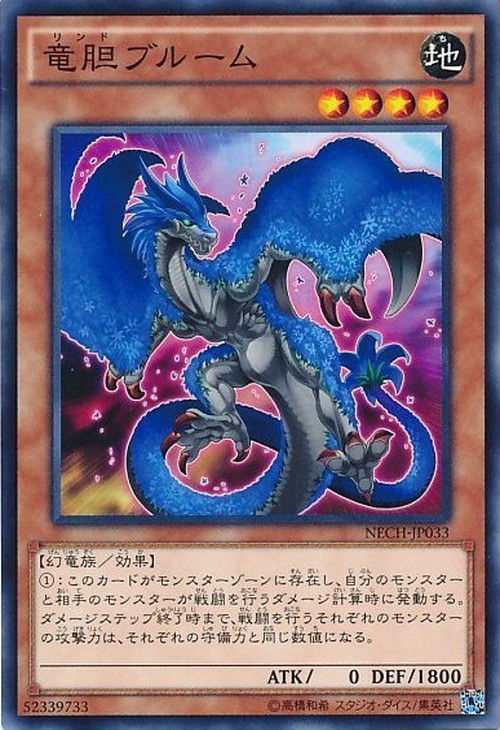 リンド
竜胆ブルーム
地
NECH-JP033
【幻竜族／効果】
①：このカードがモンスターゾーンに存在し、自分のモンスター
と相手のモンスターが戦闘を行うダメージ計算時に発動する。
ダメージステップ終了時まで、戦闘を行うそれぞれのモンスター
の攻撃力は、それぞれの守備力と同じ数値になる。
ATK/ 0 DEF/1800
52339733 ©高橋和希 スタジオ・ダイス/集英社